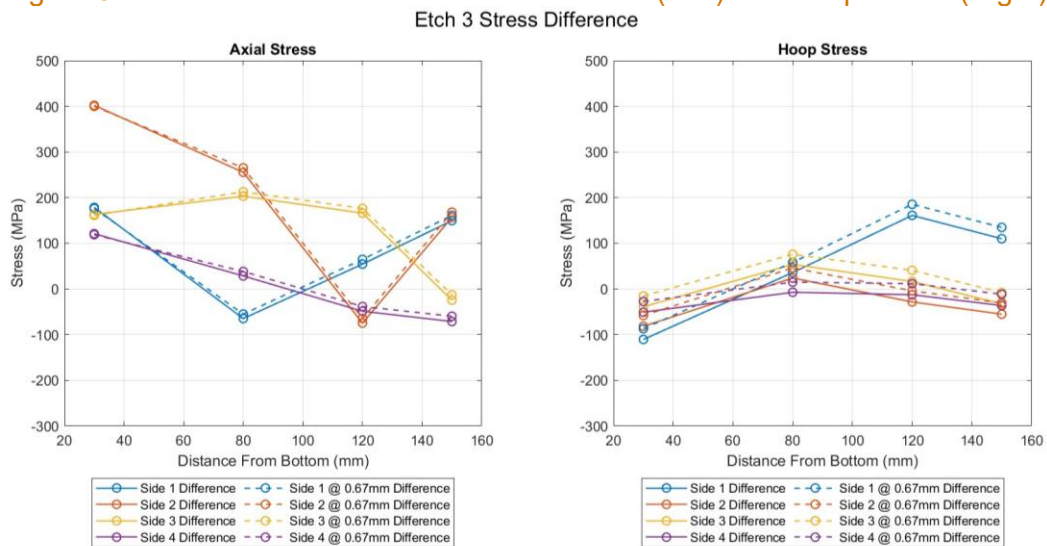 Etch 3 Stress Difference
Axial Stress
500
400
300
200
100
0
-100
-200
-300
Stress (MPa)
20 40 60 80 100 120 140 160
Distance From Bottom (mm)
Side 1 Difference Side 1 @ 0.67mm Difference
Side 2 Difference Side 2 @ 0.67mm Difference
Side 3 Difference Side 3 @ 0.67mm Difference
Side 4 Difference Side 4 @ 0.67mm Difference
Hoop Stress
500
400
300
200
100
0
-100
-200
-300
Stress (MPa)
20 40 60 80 100 120 140 160
Distance From Bottom (mm)
Side 1 Difference Side 1 @ 0.67mm Difference
Side 2 Difference Side 2 @ 0.67mm Difference
Side 3 Difference Side 3 @ 0.67mm Difference
Side 4 Difference Side 4 @ 0.67mm Difference